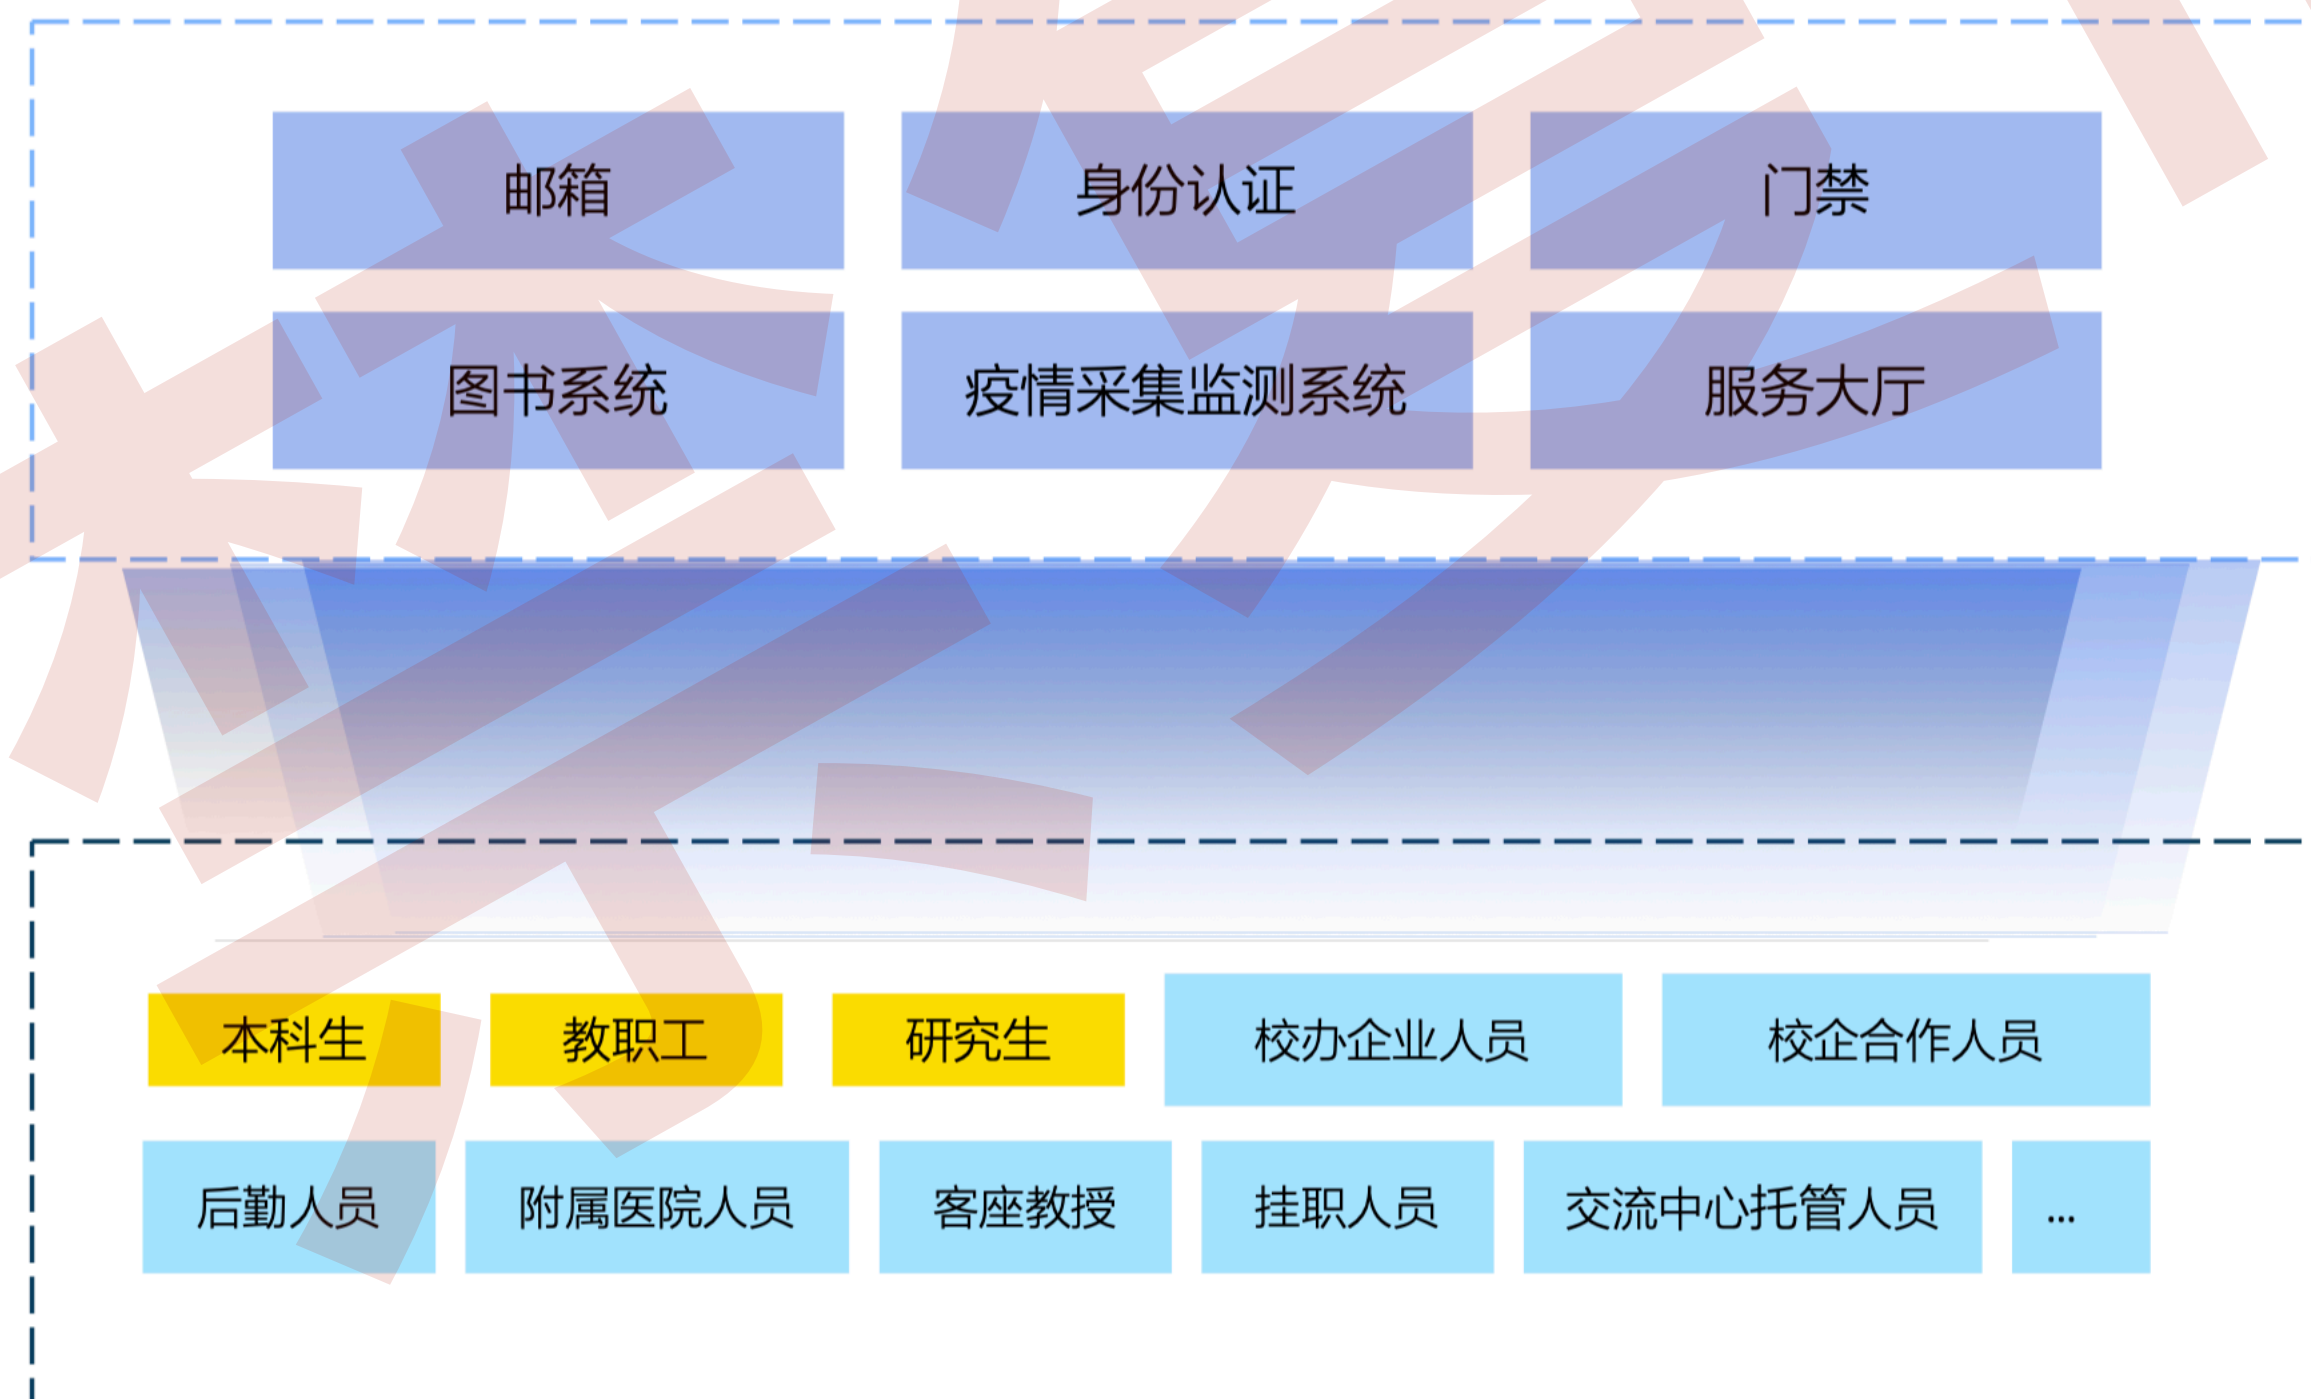 邮箱 身份认证 门禁
图书系统 疫情采集监测系统 服务大厅
本科生 教职工 研究生 校办企业人员 校企合作人员
后勤人员 附属医院人员 客座教授 挂职人员 交流中心托管人员 ...